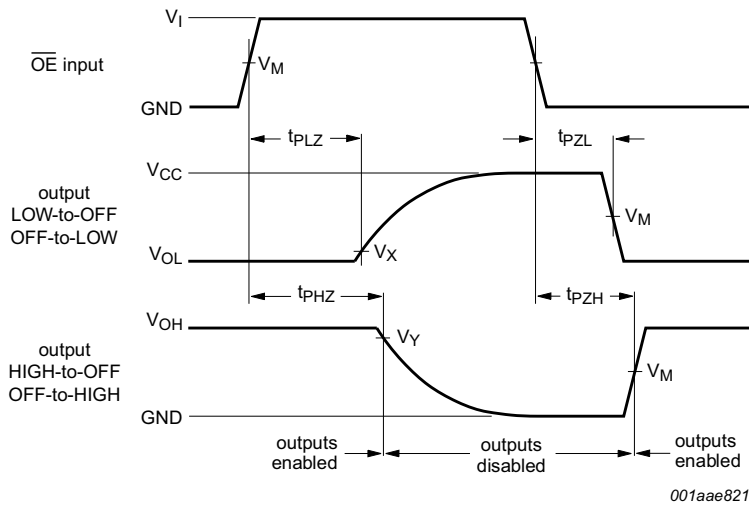 V_I
OE input
V_M
GND
t_PLZ
t_PZL
V_CC
output
LOW-to-OFF
OFF-to-LOW
V_M
V_OL
V_X
t_PHZ
t_PZH
V_OH
output
HIGH-to-OFF
OFF-to-HIGH
V_Y
V_M
GND
outputs
enabled
outputs
disabled
outputs
enabled
001aae821